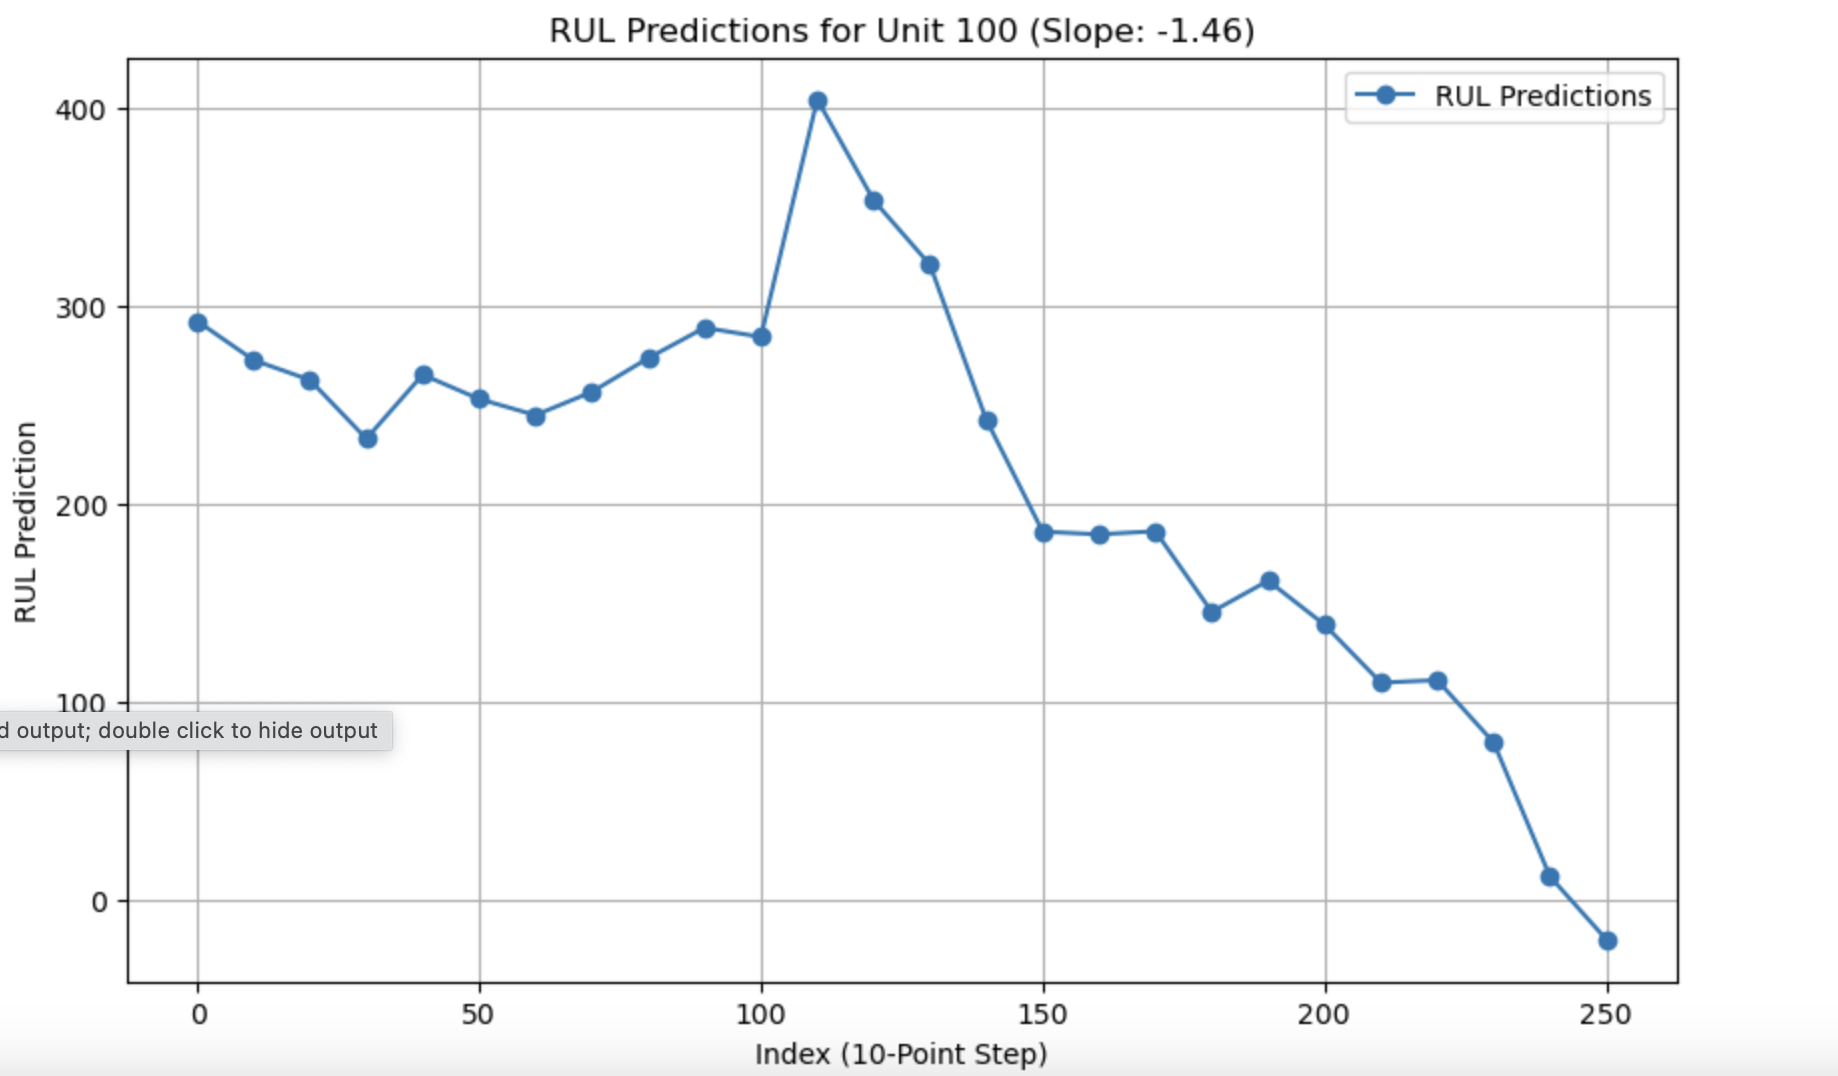 RUL Predictions for Unit 100 (Slope: -1.46)
RUL Predictions
400
300
200
100
0
RUL Prediction
d output; double click to hide output
0 50 100 150 200 250
Index (10-Point Step)